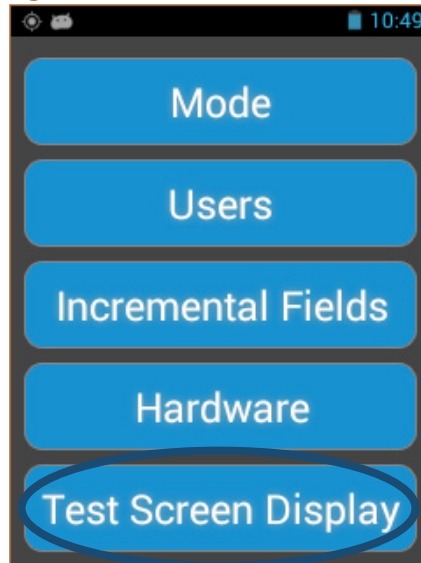 10:49
Mode
Users
Incremental Fields
Hardware
Test Screen Display